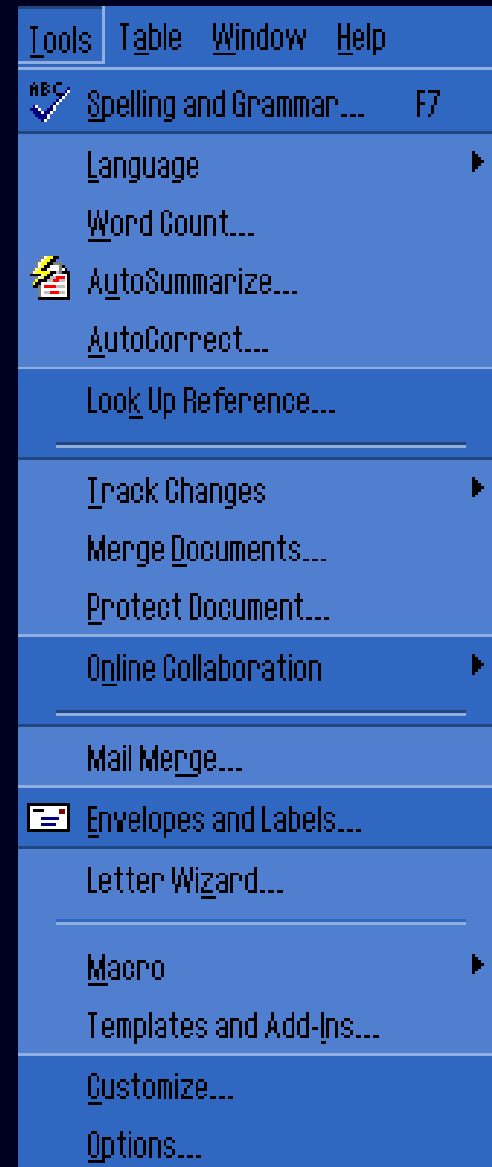 Tools Table Window Help
ABC Spelling and Grammar... F7
Language
Word Count...
AutoSummarize...
AutoCorrect...
Look Up Reference...
Track Changes
Merge Documents...
Protect Document...
Online Collaboration
Mail Merge...
Envelopes and Labels...
Letter Wizard...
Macro
Templates and Add-Ins...
Customize...
Options...